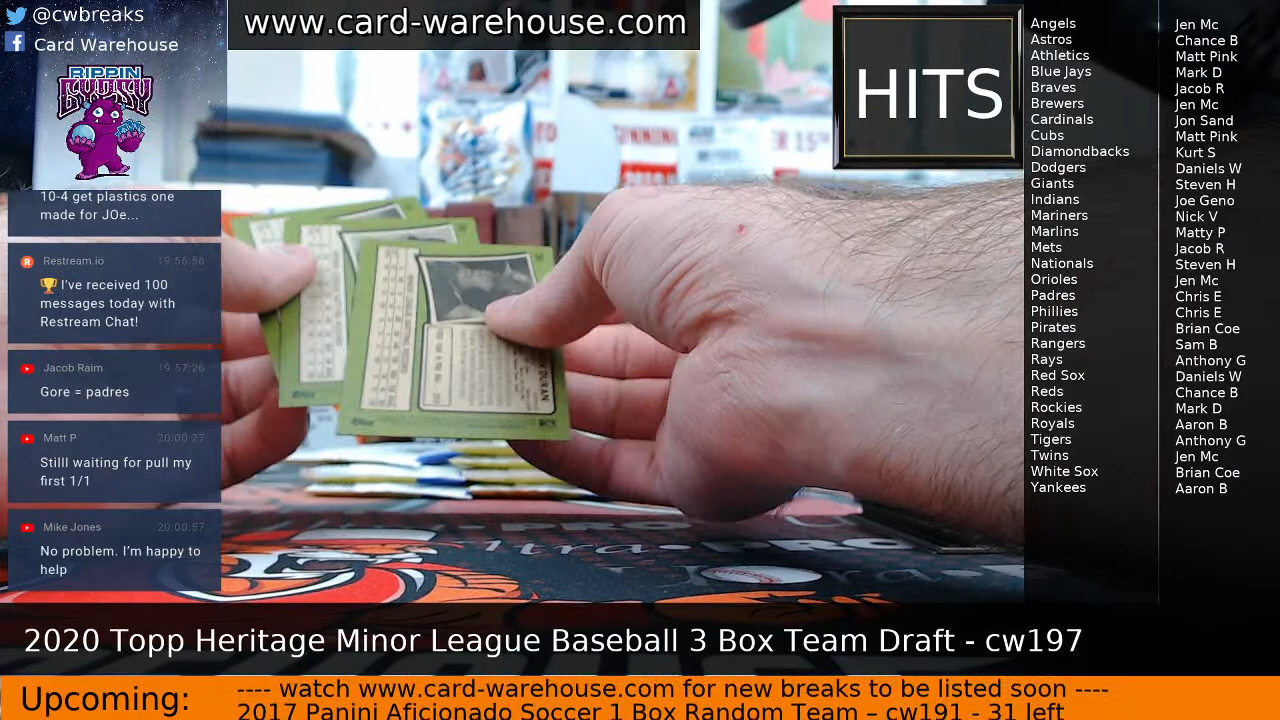 @cwbreaks
Card Warehouse
RIPPIN
GYPSY
www.card-warehouse.com
HITS
10-4 get plastics one
made for JOe...
Restream.io 19:56:56
🏆 I've received 100
messages today with
Restream Chat!
Jacob Raim 19:57:26
Gore = padres
Matt P 20:00:27
Stilll waiting for pull my
first 1/1
Mike Jones 20:00:57
No problem. I'm happy to
help
Angels Jen Mc
Astros Chance B
Athletics Matt Pink
Blue Jays Mark D
Braves Jacob R
Brewers Jen Mc
Cardinals Jon Sand
Cubs Matt Pink
Diamondbacks Kurt S
Dodgers Daniels W
Giants Steven H
Indians Joe Geno
Mariners Nick V
Marlins Matty P
Mets Jacob R
Nationals Steven H
Orioles Jen Mc
Padres Chris E
Phillies Chris E
Pirates Brian Coe
Rangers Sam B
Rays Anthony G
Red Sox Daniels W
Reds Chance B
Rockies Mark D
Royals Aaron B
Tigers Anthony G
Twins Jen Mc
White Sox Brian Coe
Yankees Aaron B
2020 Topp Heritage Minor League Baseball 3 Box Team Draft - cw197
Upcoming:
---- watch www.card-warehouse.com for new breaks to be listed soon ----
2017 Panini Aficionado Soccer 1 Box Random Team – cw191 - 31 left